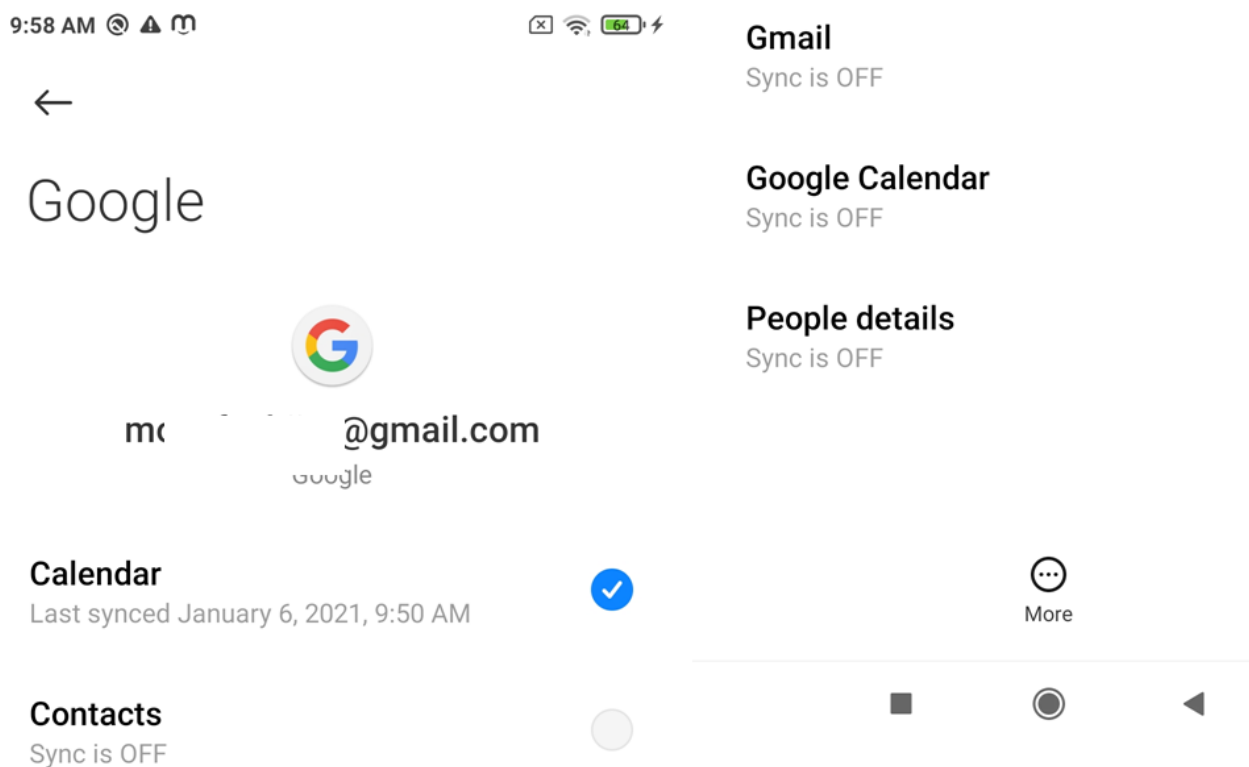 9:58 AM
64
Google
@gmail.com
Google
Calendar
Last synced January 6, 2021, 9:50 AM
Contacts
Sync is OFF
Gmail
Sync is OFF
Google Calendar
Sync is OFF
People details
Sync is OFF
More